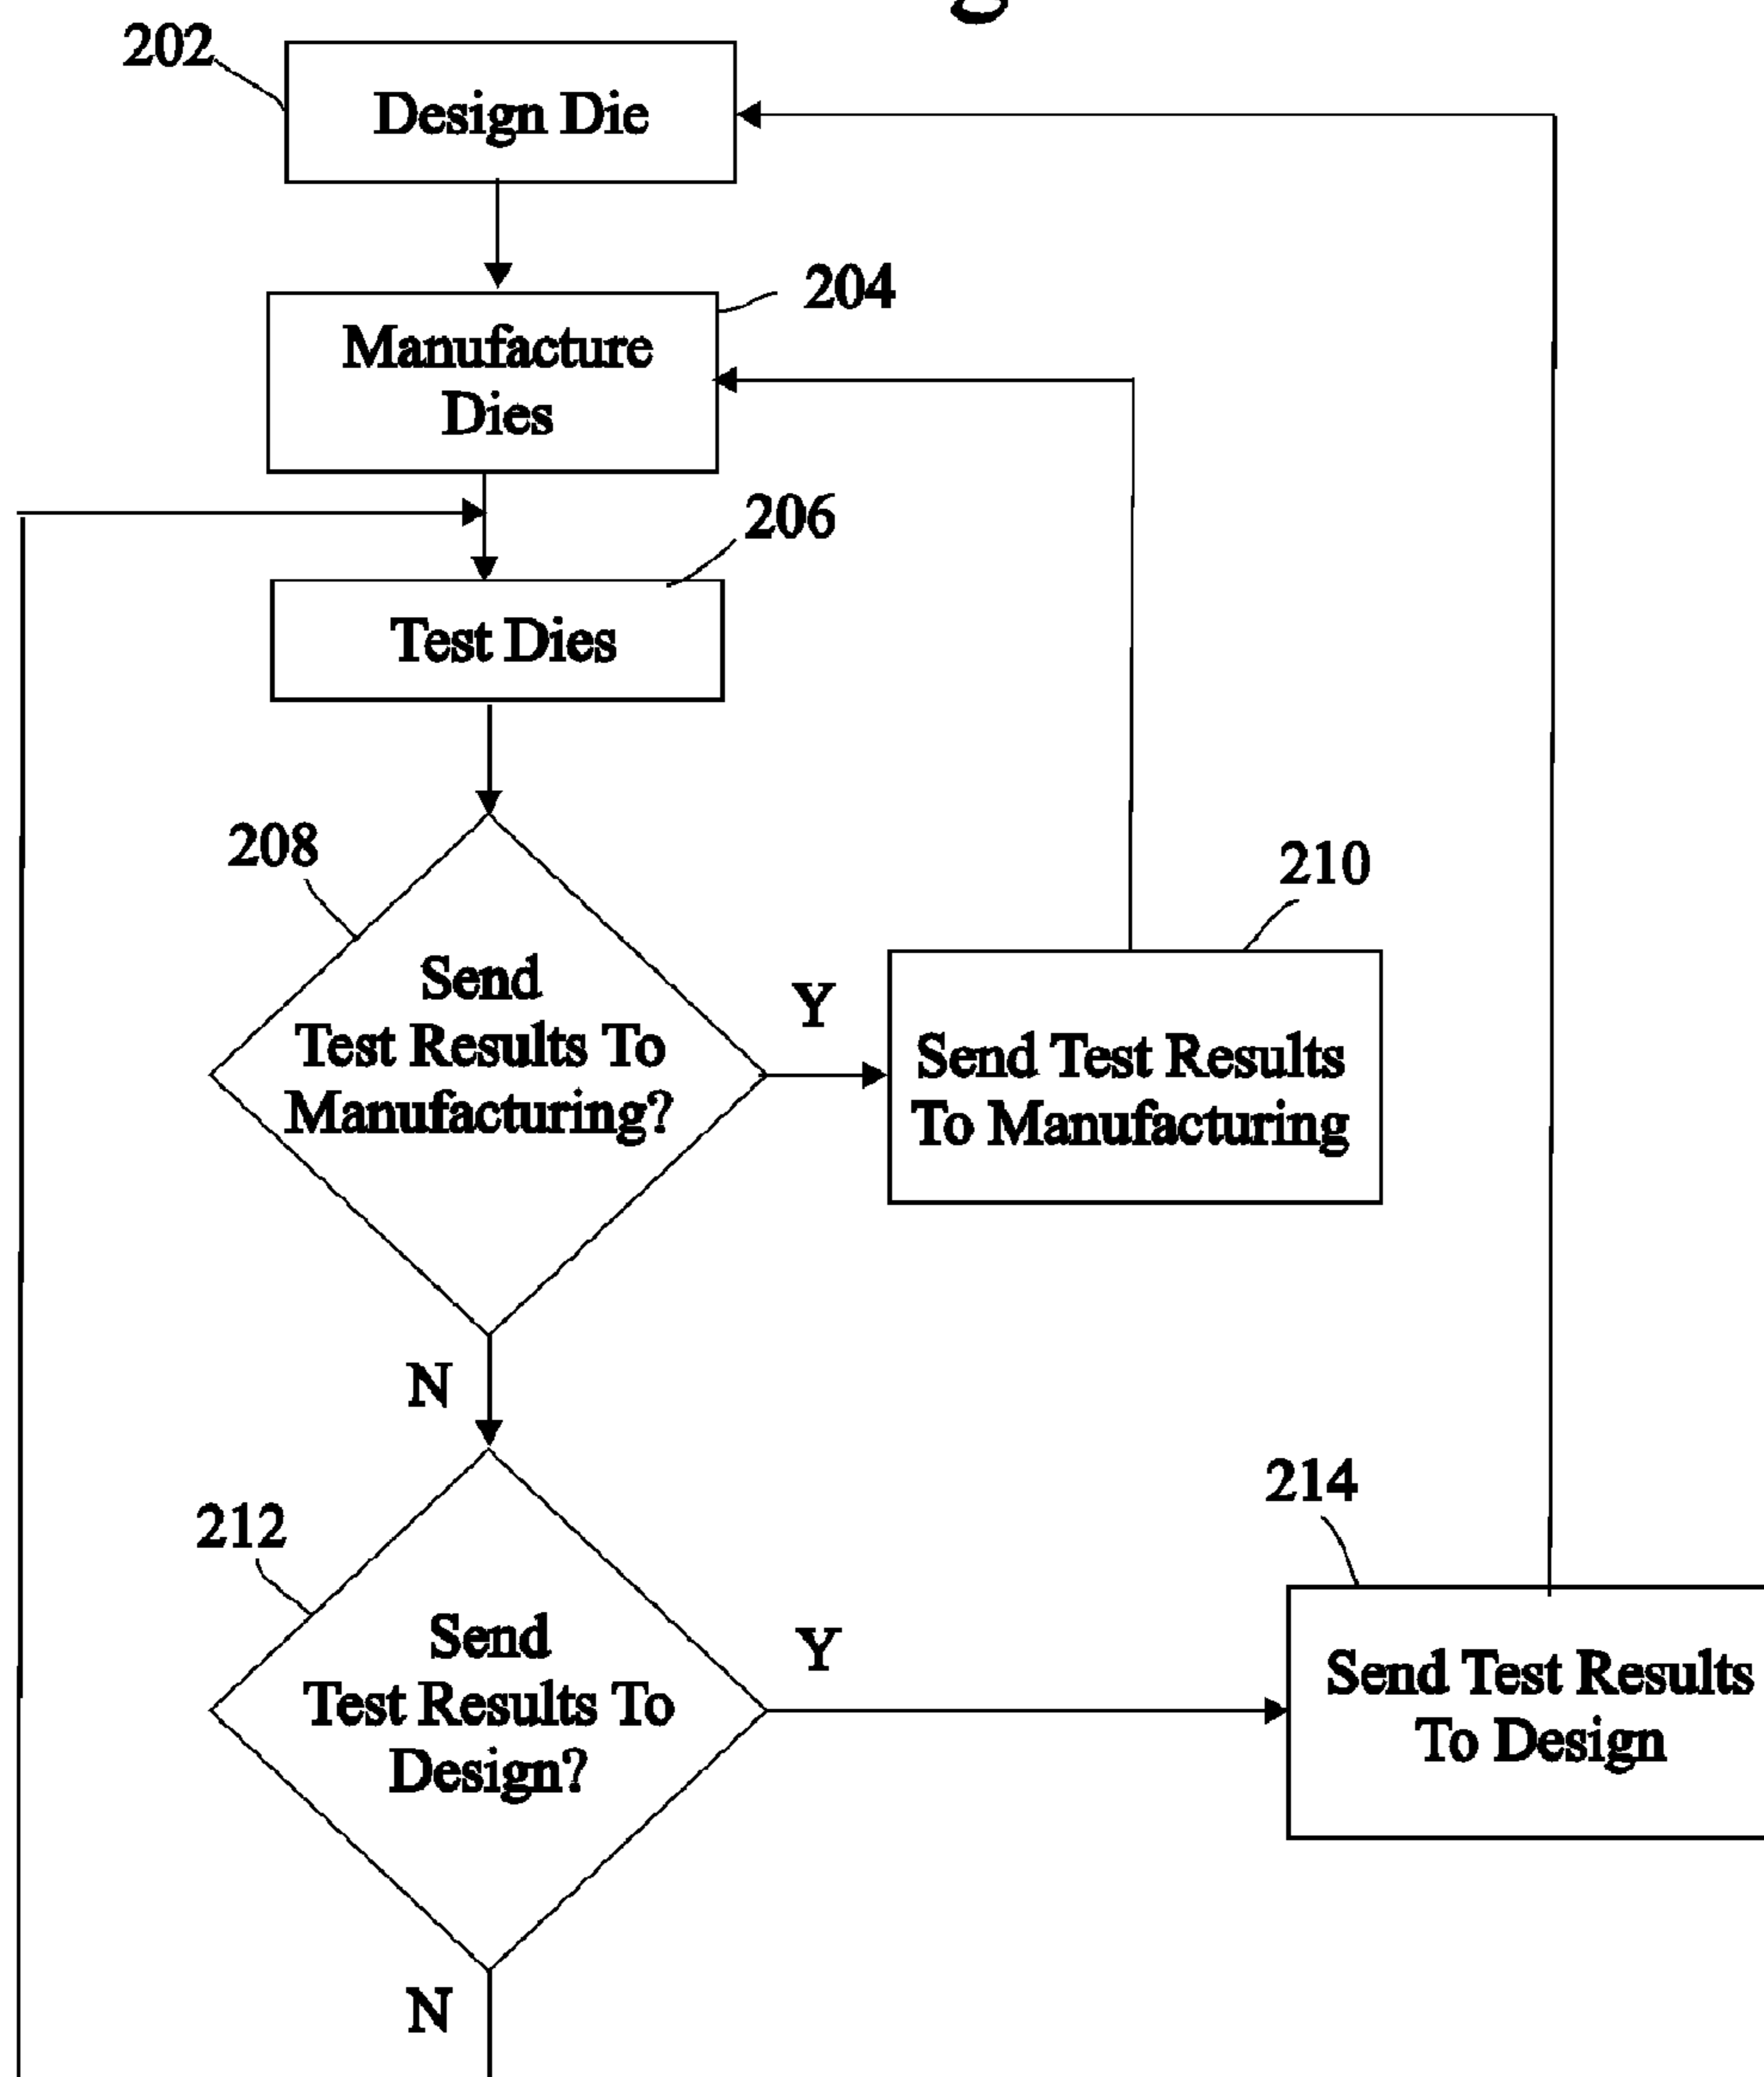 202
Design Die
204
Manufacture
Dies
206
Test Dies
208
Send
Test Results To
Manufacturing?
Y
210
Send Test Results
To Manufacturing
N
212
Send
Test Results To
Design?
Y
214
Send Test Results
To Design
N